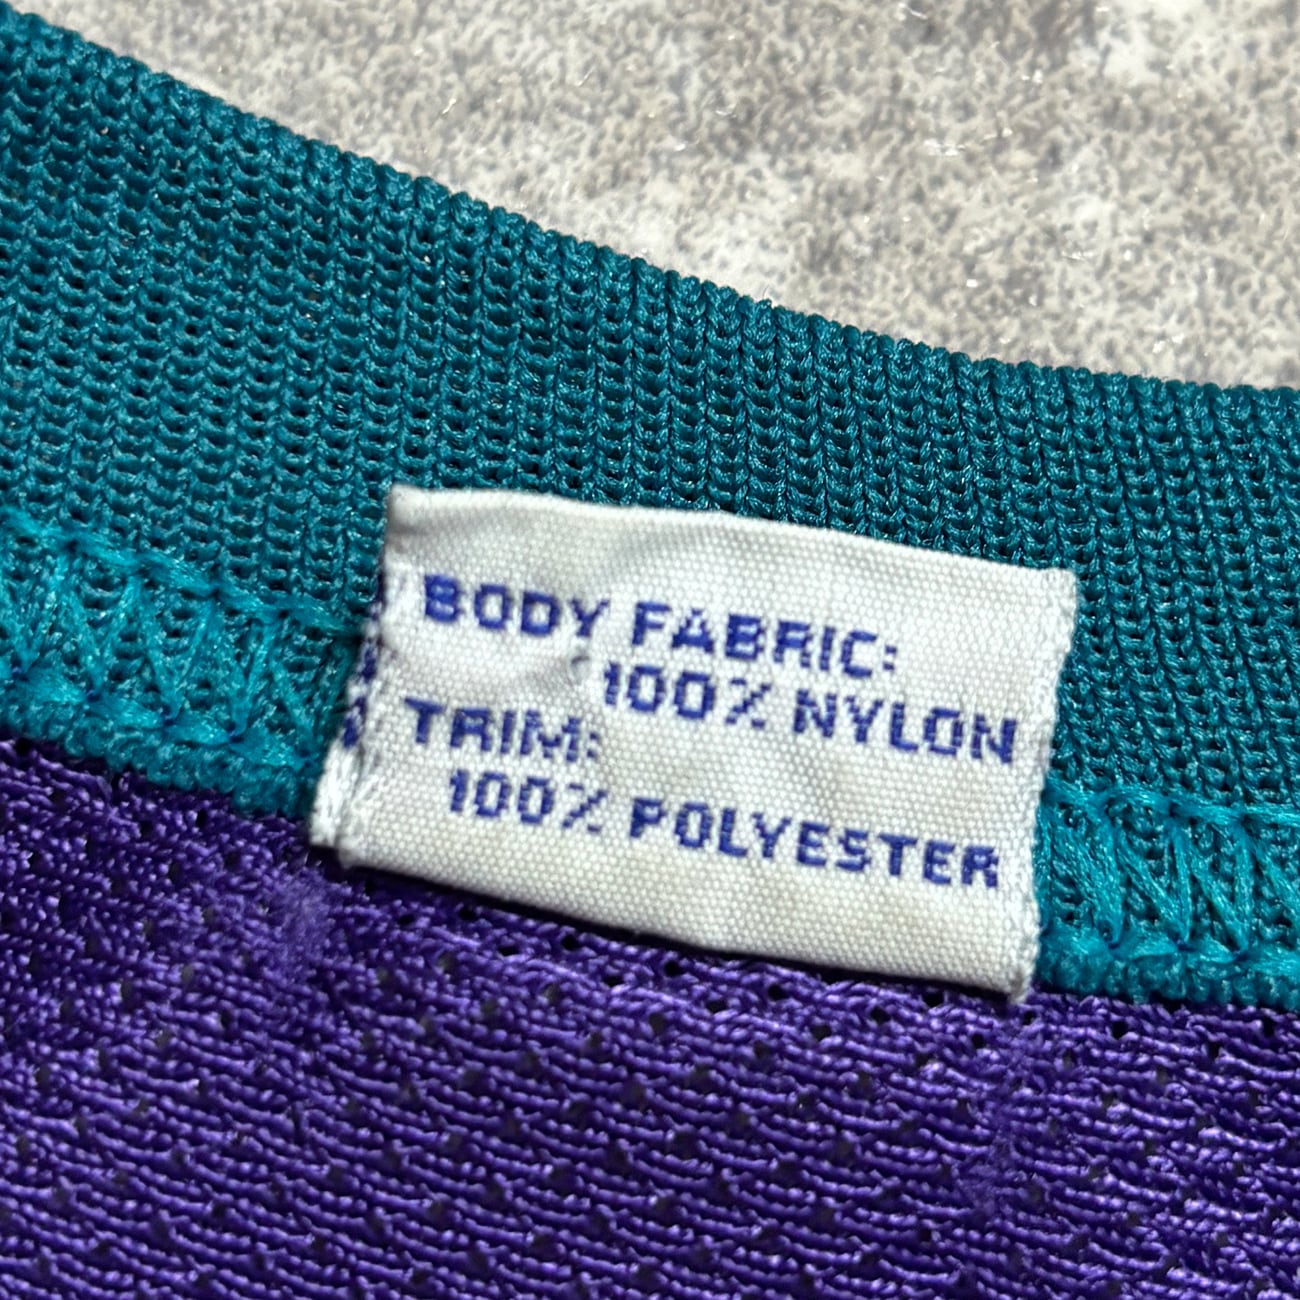 BODY FABRIC:
100% NYLON
TRIM:
100% POLYESTER